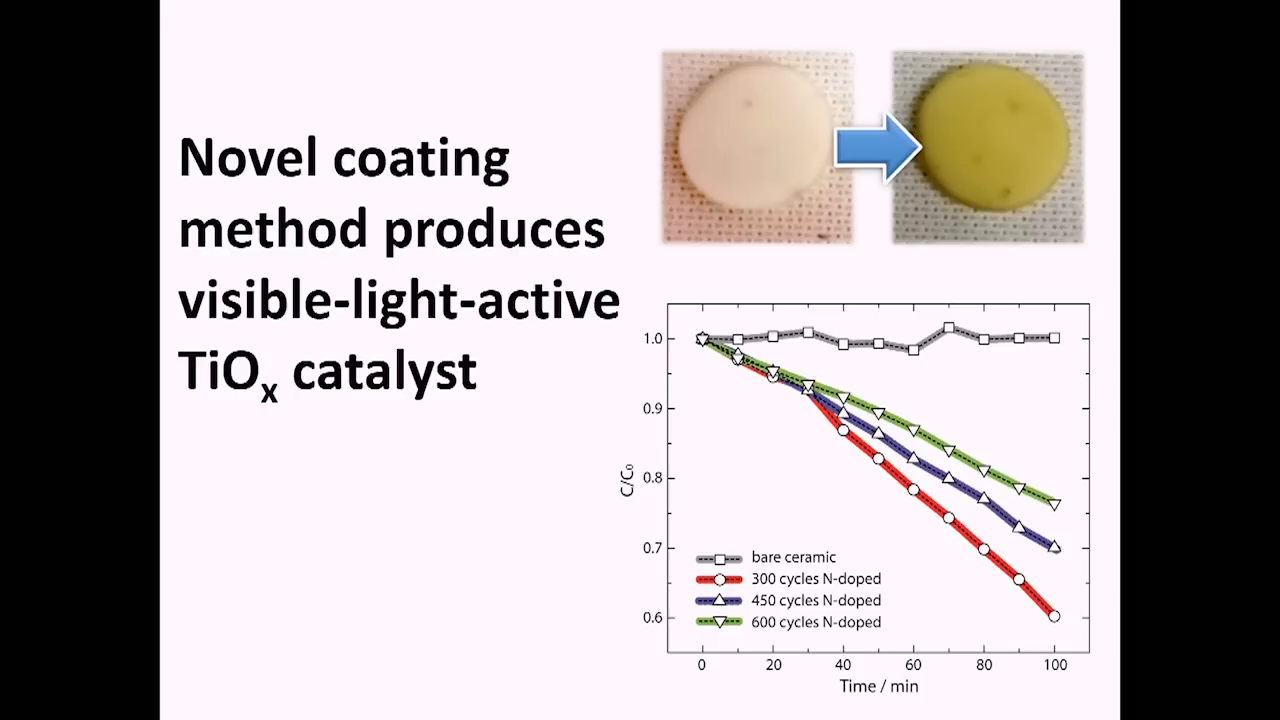 Novel coating
method produces
visible-light-active
TiOₓ catalyst
1.0
0.9
0.8
0.7
0.6
C/C₀
bare ceramic
300 cycles N-doped
450 cycles N-doped
600 cycles N-doped
0 20 40 60 80 100
Time / min